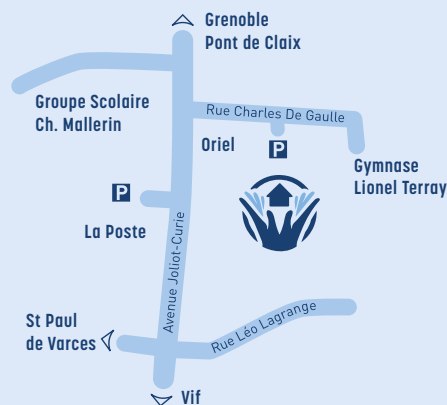 Grenoble
Pont de Claix
Groupe Scolaire
Ch. Mallerin
Rue Charles De Gaulle
Oriel
P
Gymnase
Lionel Terray
P
La Poste
Avenue Joliot-Curie
St Paul
de Varces
Rue Léo Lagrange
Vif